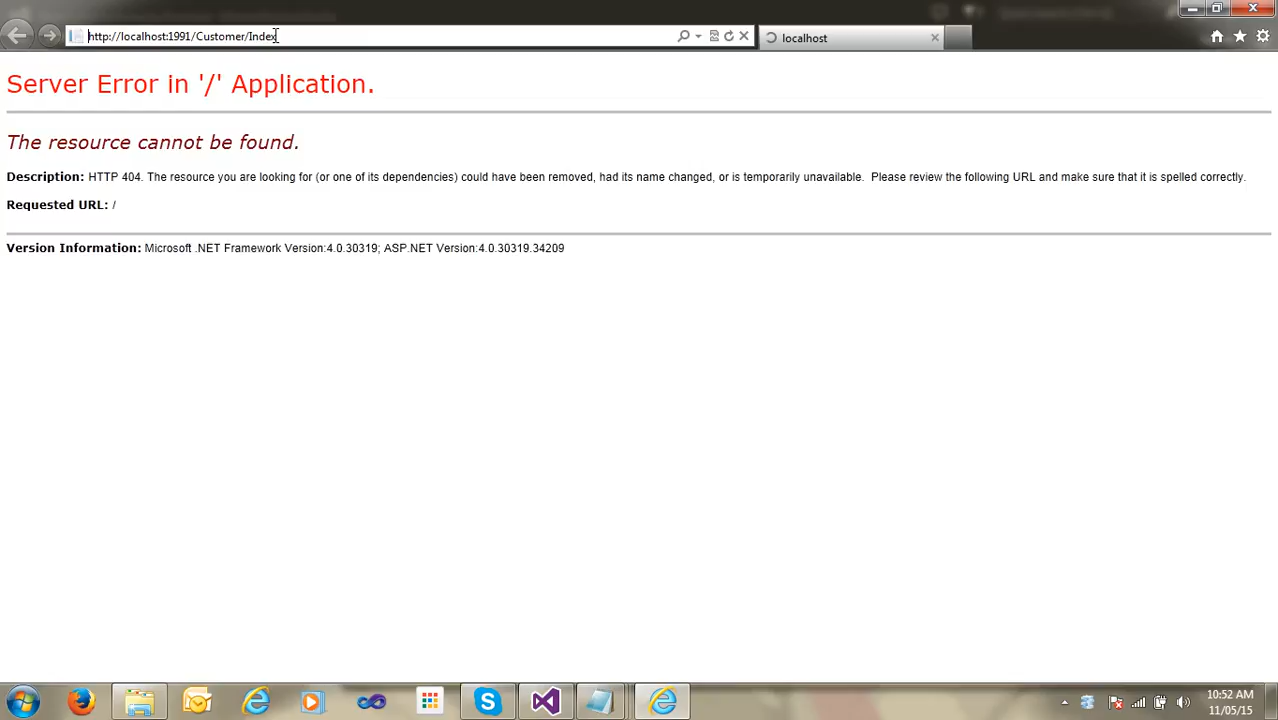 http://localhost:1991/Customer/Index
localhost
Server Error in '/' Application.
The resource cannot be found.
Description: HTTP 404. The resource you are looking for (or one of its dependencies) could have been removed, had its name changed, or is temporarily unavailable.  Please review the following URL and make sure that it is spelled correctly.
Requested URL: /
Version Information: Microsoft .NET Framework Version:4.0.30319; ASP.NET Version:4.0.30319.34209
10:52 AM
11/05/15